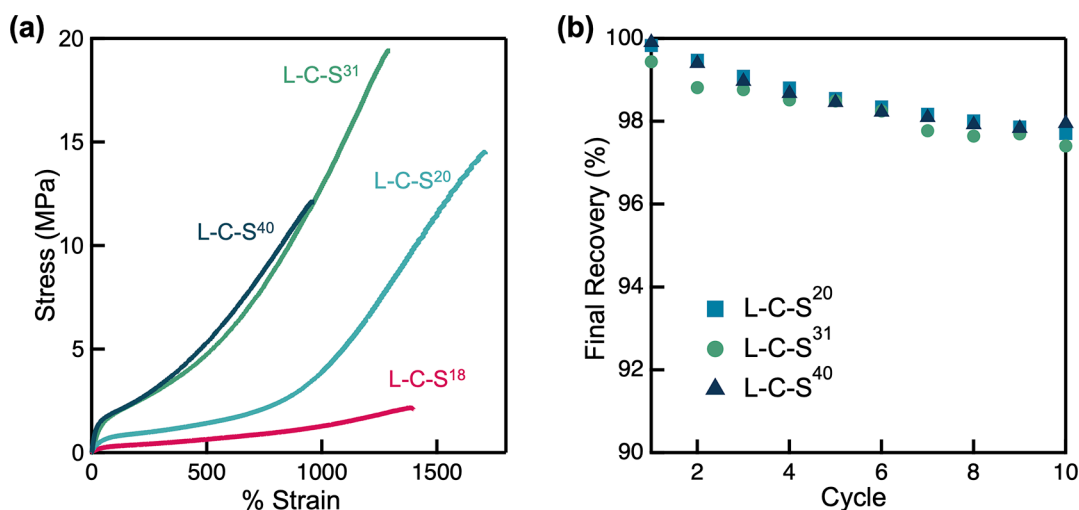 (a)
Stress (MPa)
20
15
10
5
0
L-C-S³¹
L-C-S²⁰
L-C-S⁴⁰
L-C-S¹⁸
0
500
1000
1500
% Strain
(b)
Final Recovery (%)
100
98
96
94
92
90
L-C-S²⁰
L-C-S³¹
L-C-S⁴⁰
2
4
6
8
10
Cycle